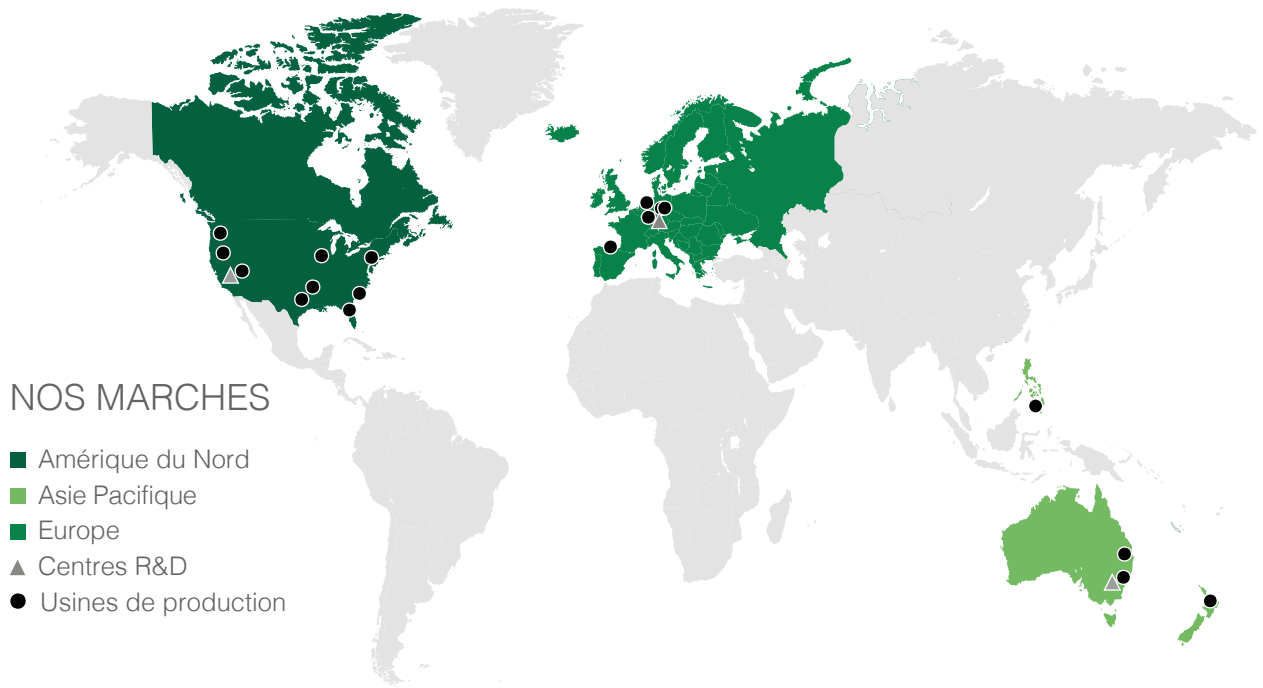 NOS MARCHES
Amérique du Nord
Asie Pacifique
Europe
Centres R&D
Usines de production